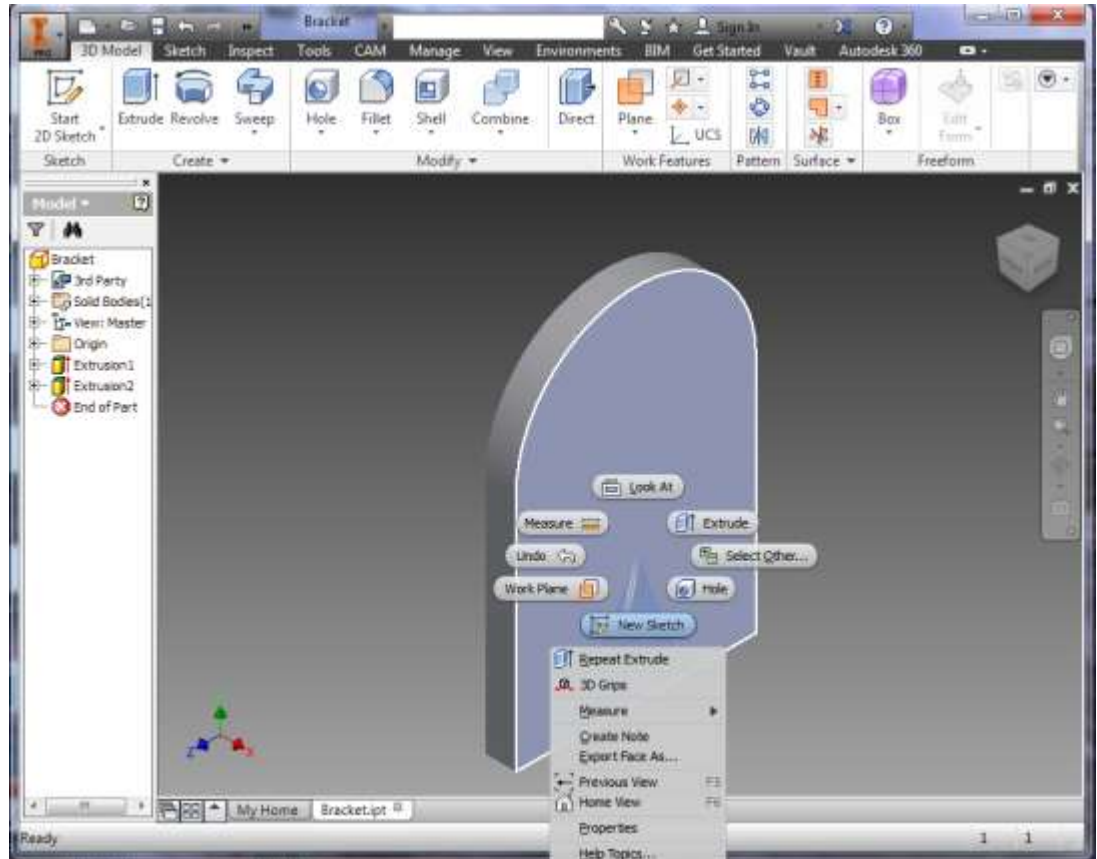 PRO
Bracket
Sign In
3D Model Sketch Inspect Tools CAM Manage View Environments BIM Get Started Vault Autodesk 360
Start
2D Sketch
Extrude Revolve Sweep
Hole Fillet Shell Combine
Direct
Plane
UCS
Box
Edit
Form
Sketch Create Modify Work Features Pattern Surface Freeform
Model
Bracket
3rd Party
Solid Bodies(1
View: Master
Origin
Extrusion1
Extrusion2
End of Part
Look At
Measure
Extrude
Undo
Select Other...
Work Plane
Hole
New Sketch
Repeat Extrude
3D Grips
Measure
Create Note
Export Face As...
Previous View F5
Home View F6
Properties
Help Topics...
Z X
My Home Bracket.ipt
Ready 1 1